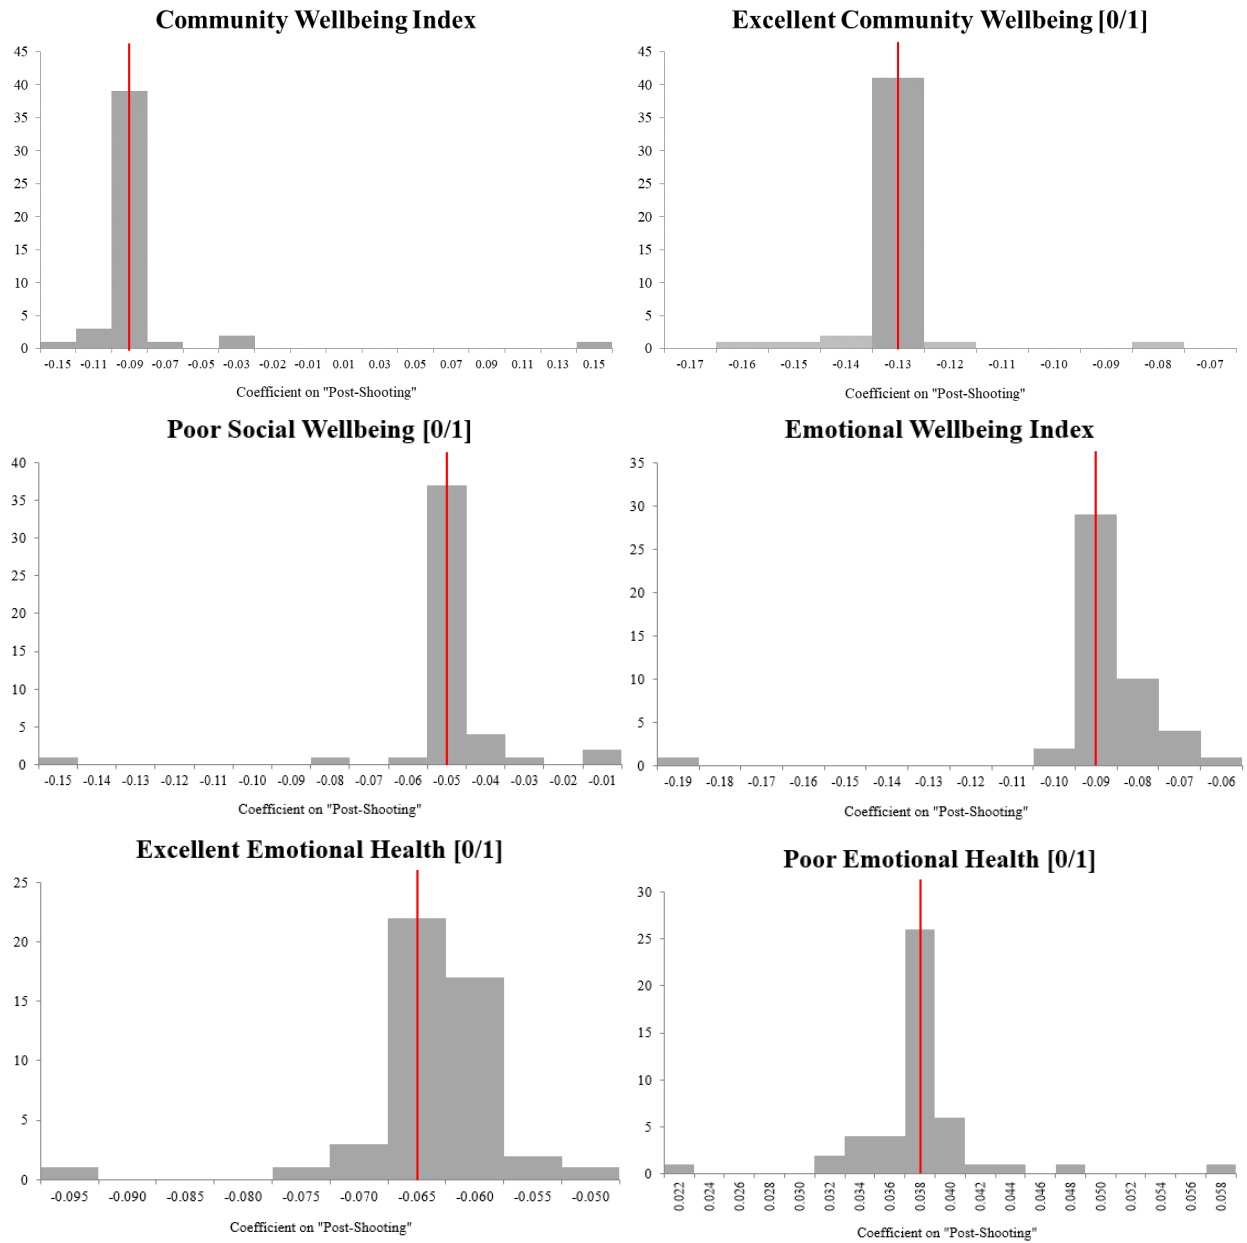 Community Wellbeing Index
45
40
35
30
25
20
15
10
5
0
-0.15 -0.11 -0.09 -0.07 -0.05 -0.03 -0.01 0.01 0.03 0.05 0.07 0.09 0.11 0.13 0.15
Coefficient on "Post-Shooting"
Excellent Community Wellbeing [0/1]
45
40
35
30
25
20
15
10
5
0
-0.17 -0.16 -0.15 -0.14 -0.13 -0.12 -0.11 -0.10 -0.09 -0.08 -0.07
Coefficient on "Post-Shooting"
Poor Social Wellbeing [0/1]
40
35
30
25
20
15
10
5
0
-0.15 -0.14 -0.13 -0.12 -0.11 -0.10 -0.09 -0.08 -0.07 -0.06 -0.05 -0.04 -0.03 -0.02 -0.01
Coefficient on "Post-Shooting"
Emotional Wellbeing Index
35
30
25
20
15
10
5
0
-0.19 -0.18 -0.17 -0.16 -0.15 -0.14 -0.13 -0.12 -0.11 -0.10 -0.09 -0.08 -0.07 -0.06
Coefficient on "Post-Shooting"
Excellent Emotional Health [0/1]
25
20
15
10
5
0
-0.095 -0.090 -0.085 -0.080 -0.075 -0.070 -0.065 -0.060 -0.055 -0.050
Coefficient on "Post-Shooting"
Poor Emotional Health [0/1]
30
25
20
15
10
5
0
0.022 0.024 0.026 0.028 0.030 0.032 0.034 0.036 0.038 0.040 0.042 0.044 0.046 0.048 0.050 0.052 0.054 0.056 0.058
Coefficient on "Post-Shooting"